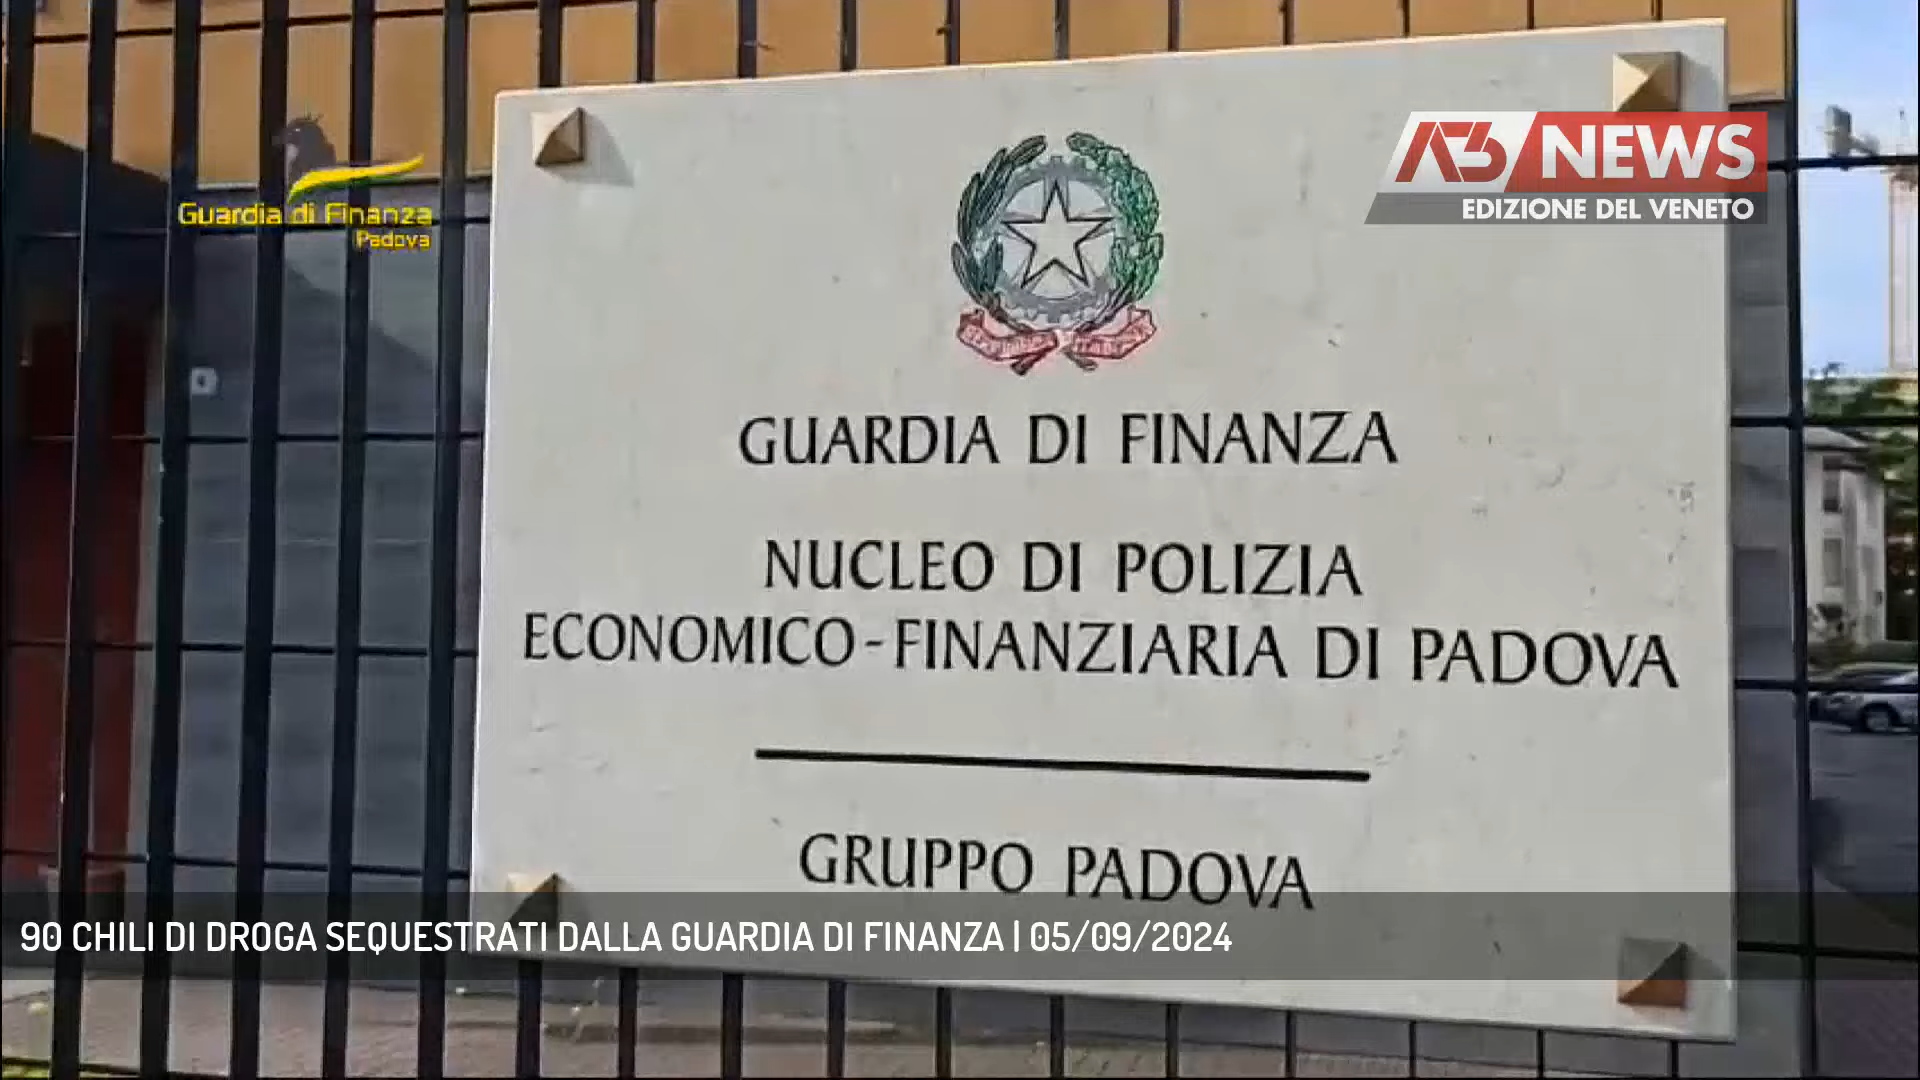 A3 NEWS
EDIZIONE DEL VENETO
Guardia di Finanza
Padova
GUARDIA DI FINANZA
NUCLEO DI POLIZIA
ECONOMICO-FINANZIARIA DI PADOVA
GRUPPO PADOVA
90 CHILI DI DROGA SEQUESTRATI DALLA GUARDIA DI FINANZA | 05/09/2024